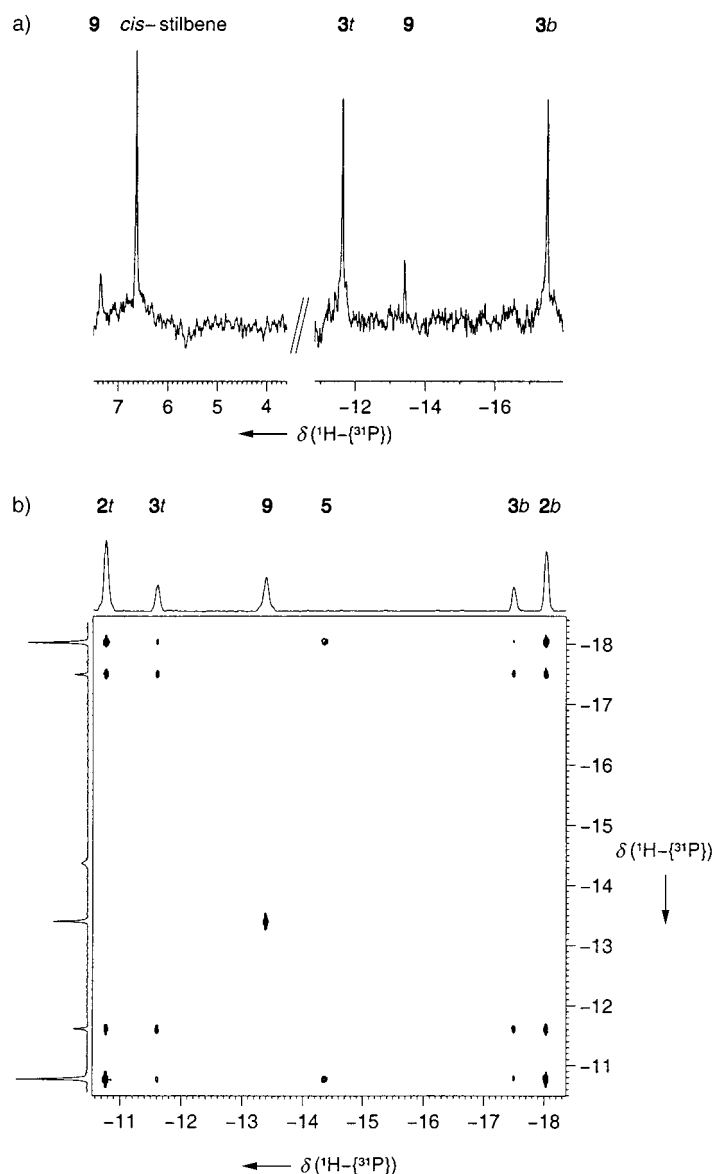 a) 9 cis–stilbene 3t 9 3b
7 6 5 4 −12 −14 −16
δ(¹H–{³¹P})
b) 2t 3t 9 5 3b 2b
−18
−17
−16
−15
δ(¹H–{³¹P})
−14
−13
−12
−11
−11 −12 −13 −14 −15 −16 −17 −18
δ(¹H–{³¹P})